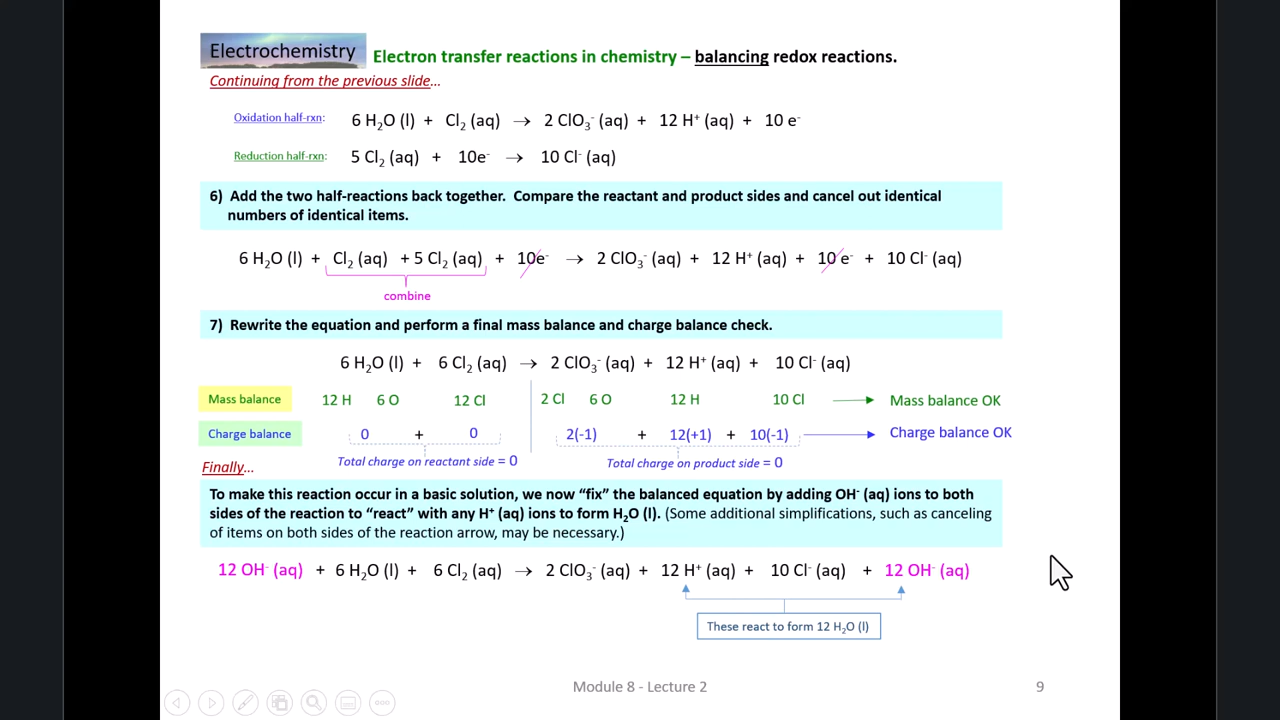 Electrochemistry Electron transfer reactions in chemistry – balancing redox reactions.
Continuing from the previous slide…
Oxidation half-rxn: 6 H₂O (l) + Cl₂ (aq) → 2 ClO₃⁻ (aq) + 12 H⁺ (aq) + 10 e⁻
Reduction half-rxn: 5 Cl₂ (aq) + 10e⁻ → 10 Cl⁻ (aq)
6) Add the two half-reactions back together. Compare the reactant and product sides and cancel out identical
numbers of identical items.
6 H₂O (l) + Cl₂ (aq) + 5 Cl₂ (aq) + 10e⁻ → 2 ClO₃⁻ (aq) + 12 H⁺ (aq) + 10 e⁻ + 10 Cl⁻ (aq)
combine
7) Rewrite the equation and perform a final mass balance and charge balance check.
6 H₂O (l) + 6 Cl₂ (aq) → 2 ClO₃⁻ (aq) + 12 H⁺ (aq) + 10 Cl⁻ (aq)
Mass balance 12 H 6 O 12 Cl 2 Cl 6 O 12 H 10 Cl Mass balance OK
Charge balance 0 + 0 2(-1) + 12(+1) + 10(-1) Charge balance OK
Total charge on reactant side = 0 Total charge on product side = 0
Finally…
To make this reaction occur in a basic solution, we now “fix” the balanced equation by adding OH⁻ (aq) ions to both
sides of the reaction to “react” with any H⁺ (aq) ions to form H₂O (l). (Some additional simplifications, such as canceling
of items on both sides of the reaction arrow, may be necessary.)
12 OH⁻ (aq) + 6 H₂O (l) + 6 Cl₂ (aq) → 2 ClO₃⁻ (aq) + 12 H⁺ (aq) + 10 Cl⁻ (aq) + 12 OH⁻ (aq)
These react to form 12 H₂O (l)
Module 8 - Lecture 2 9